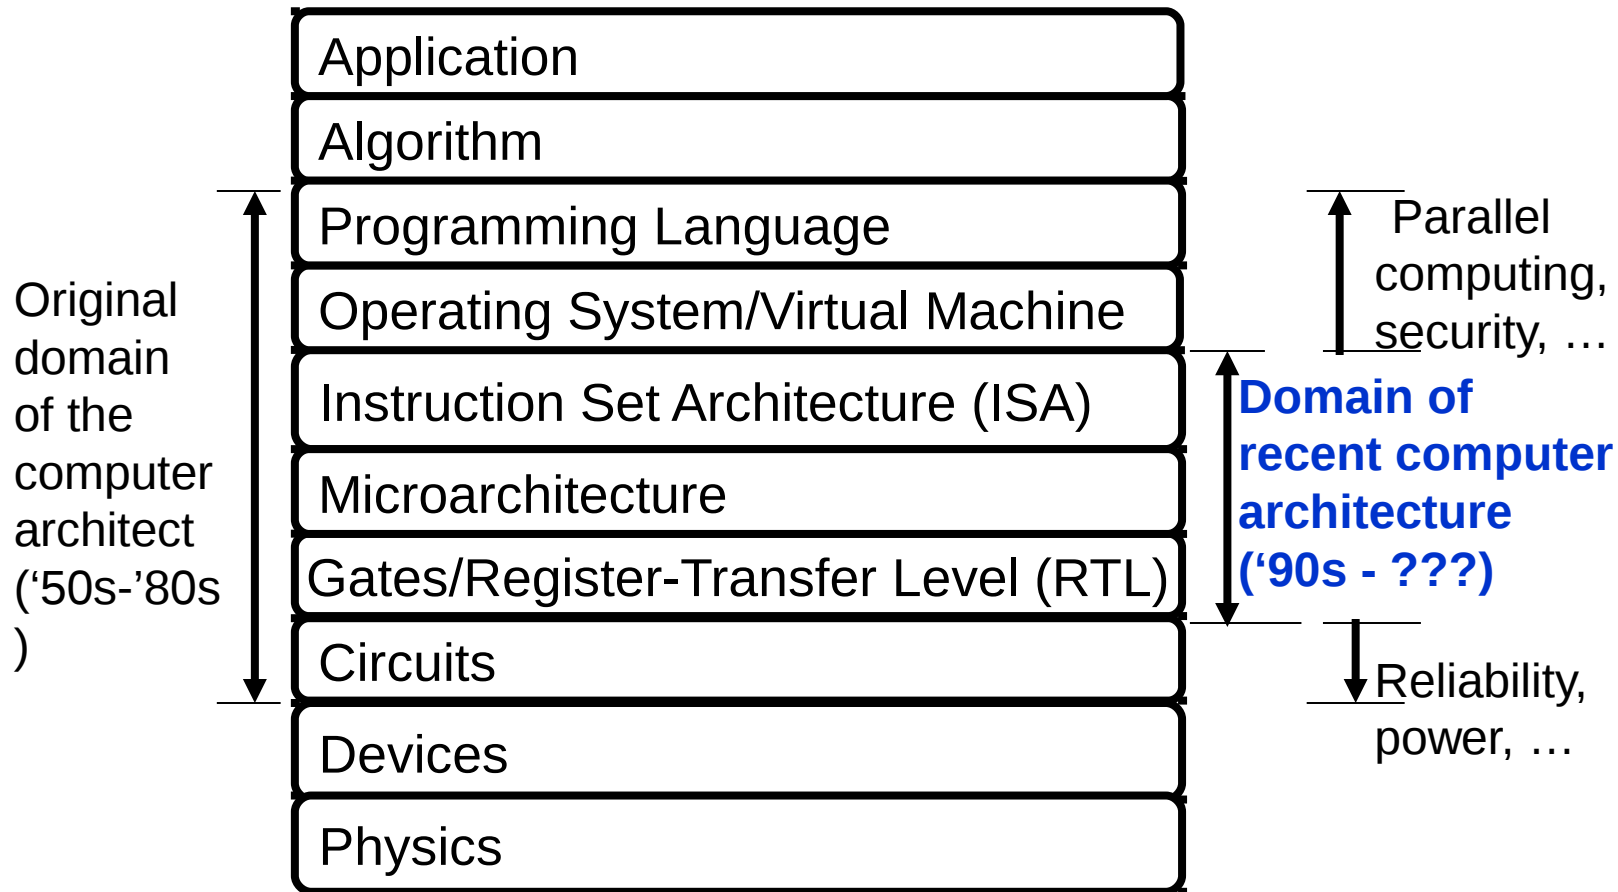 Application
Algorithm
Programming Language
Operating System/Virtual Machine
Instruction Set Architecture (ISA)
Microarchitecture
Gates/Register-Transfer Level (RTL)
Circuits
Devices
Physics
Original
domain
of the
computer
architect
(‘50s-’80s
)
Parallel
computing,
security, …
Domain of
recent computer
architecture
(‘90s - ???)
Reliability,
power, …